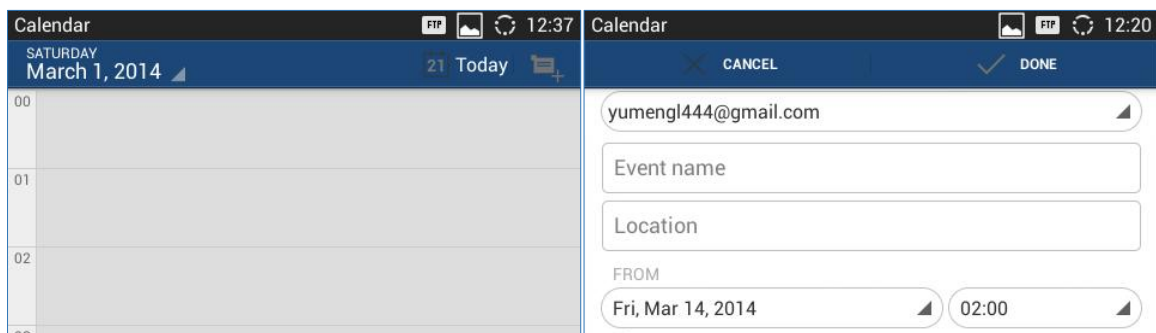 Calendar FTP 12:37
SATURDAY
March 1, 2014 21 Today
00
01
02
Calendar FTP 12:20
CANCEL DONE
yumengl444@gmail.com
Event name
Location
FROM
Fri, Mar 14, 2014 02:00